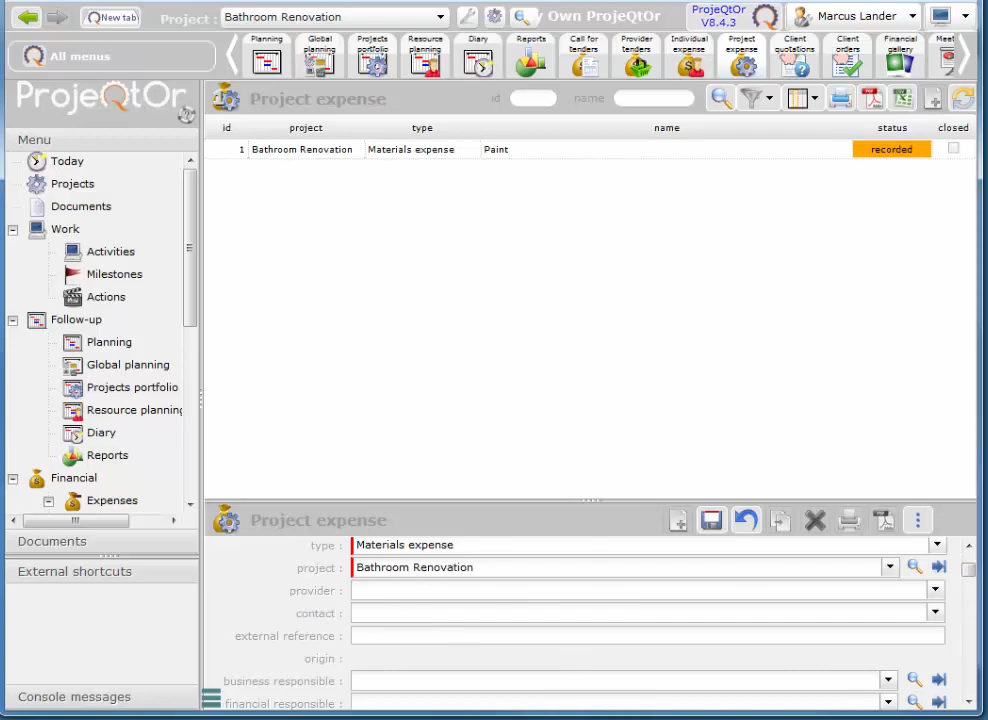 New tab
Project :
Bathroom Renovation
y Own ProjeQtOr
ProjeQtOr
V8.4.3
Marcus Lander
All menus
Planning
Global planning
Projects portfolio
Resource planning
Diary
Reports
Call for tenders
Provider tenders
Individual expense
Project expense
Client quotations
Client orders
Financial gallery
Meet
ProjeQtOr
Project expense
id
name
id
project
type
name
status
closed
1
Bathroom Renovation
Materials expense
Paint
recorded
Menu
Today
Projects
Documents
Work
Activities
Milestones
Actions
Follow-up
Planning
Global planning
Projects portfolio
Resource planning
Diary
Reports
Financial
Expenses
Documents
External shortcuts
Console messages
Project expense
type :
Materials expense
project :
Bathroom Renovation
provider :
contact :
external reference :
origin :
business responsible :
financial responsible :